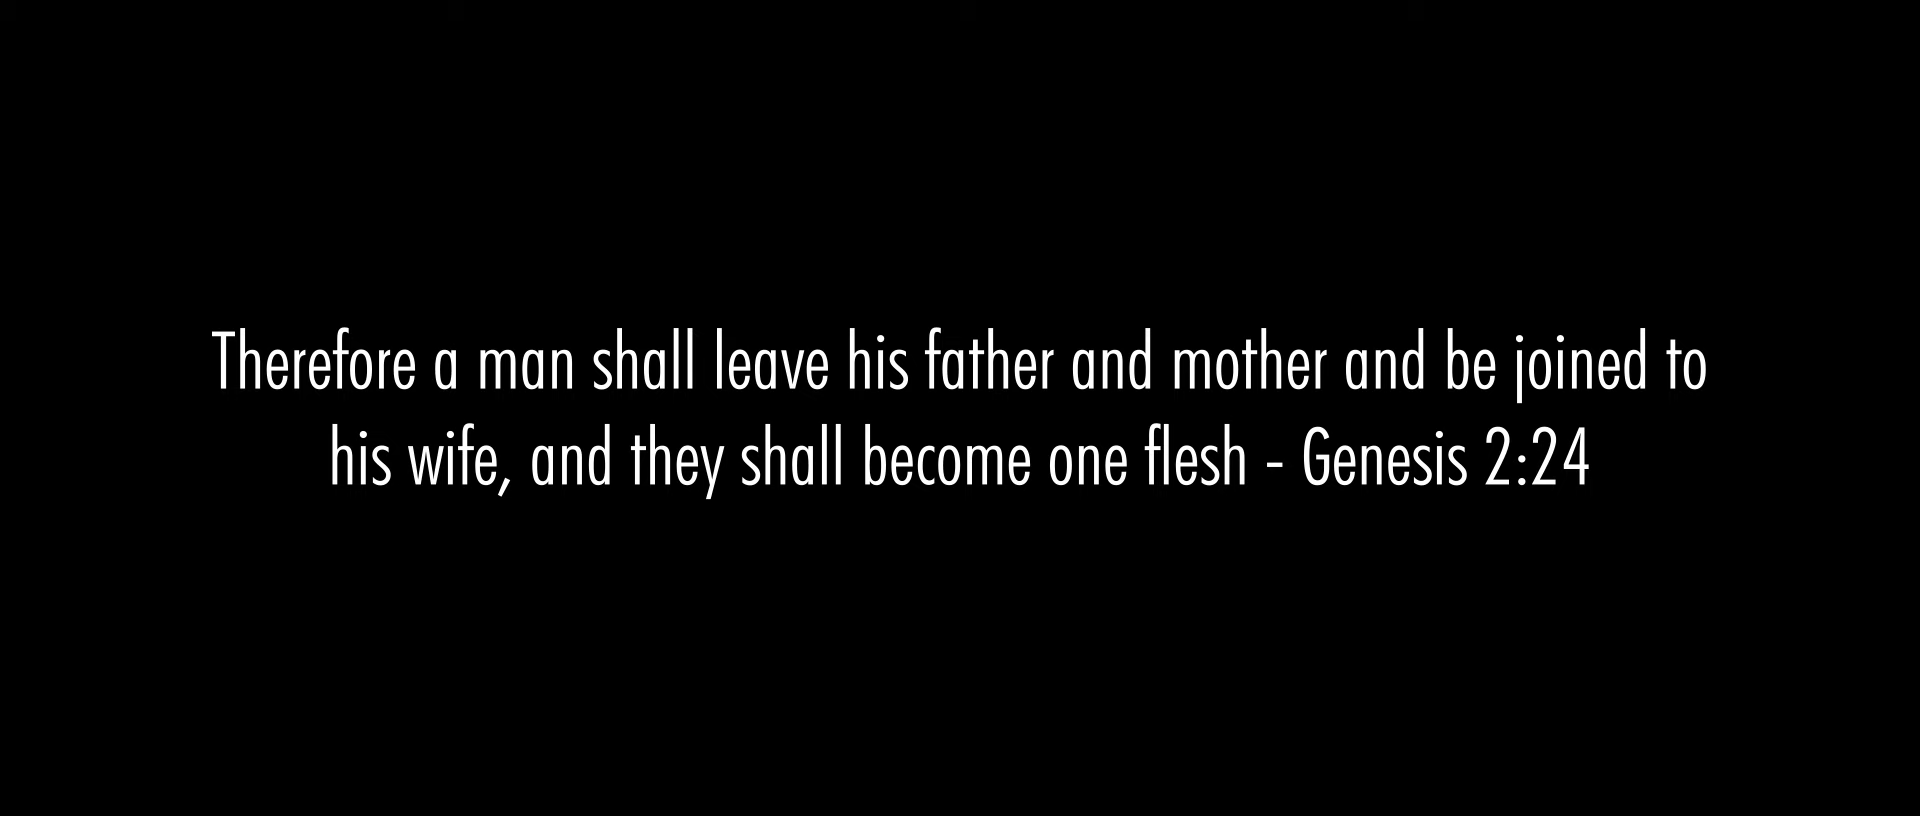 Therefore a man shall leave his father and mother and be joined to
his wife, and they shall become one flesh - Genesis 2:24